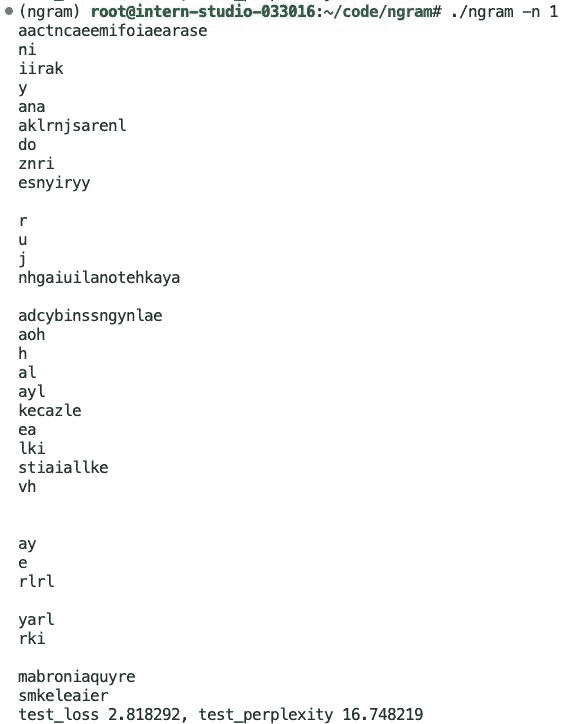 (ngram) root@intern-studio-033016:~/code/ngram# ./ngram -n 1
aactncaeemifoiaearase
ni
iirak
y
ana
aklrnjsarenl
do
znri
esnyiryy
r
u
j
nhgaiuilanotehkaya
adcybinssngynlae
aoh
h
al
ayl
kecazle
ea
lki
stiaiallke
vh
ay
e
rlrl
yarl
rki
mabroniaquyre
smkeleaier
test_loss 2.818292, test_perplexity 16.748219